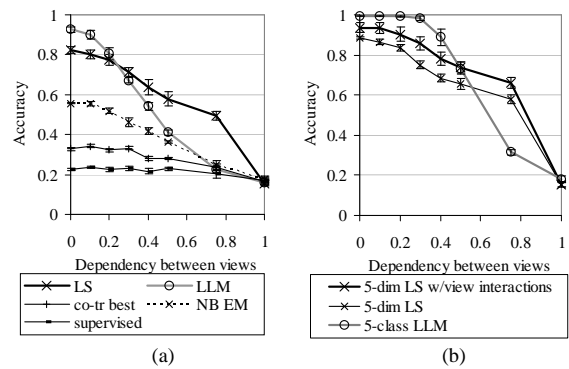 1
0.8
0.6
0.4
0.2
0
Accuracy
0 0.2 0.4 0.6 0.8 1
Dependency between views
LS LLM
co-tr best NB EM
supervised
(a)
1
0.8
0.6
0.4
0.2
0
Accuracy
0 0.2 0.4 0.6 0.8 1
Dependency between views
5-dim LS w/view interactions
5-dim LS
5-class LLM
(b)